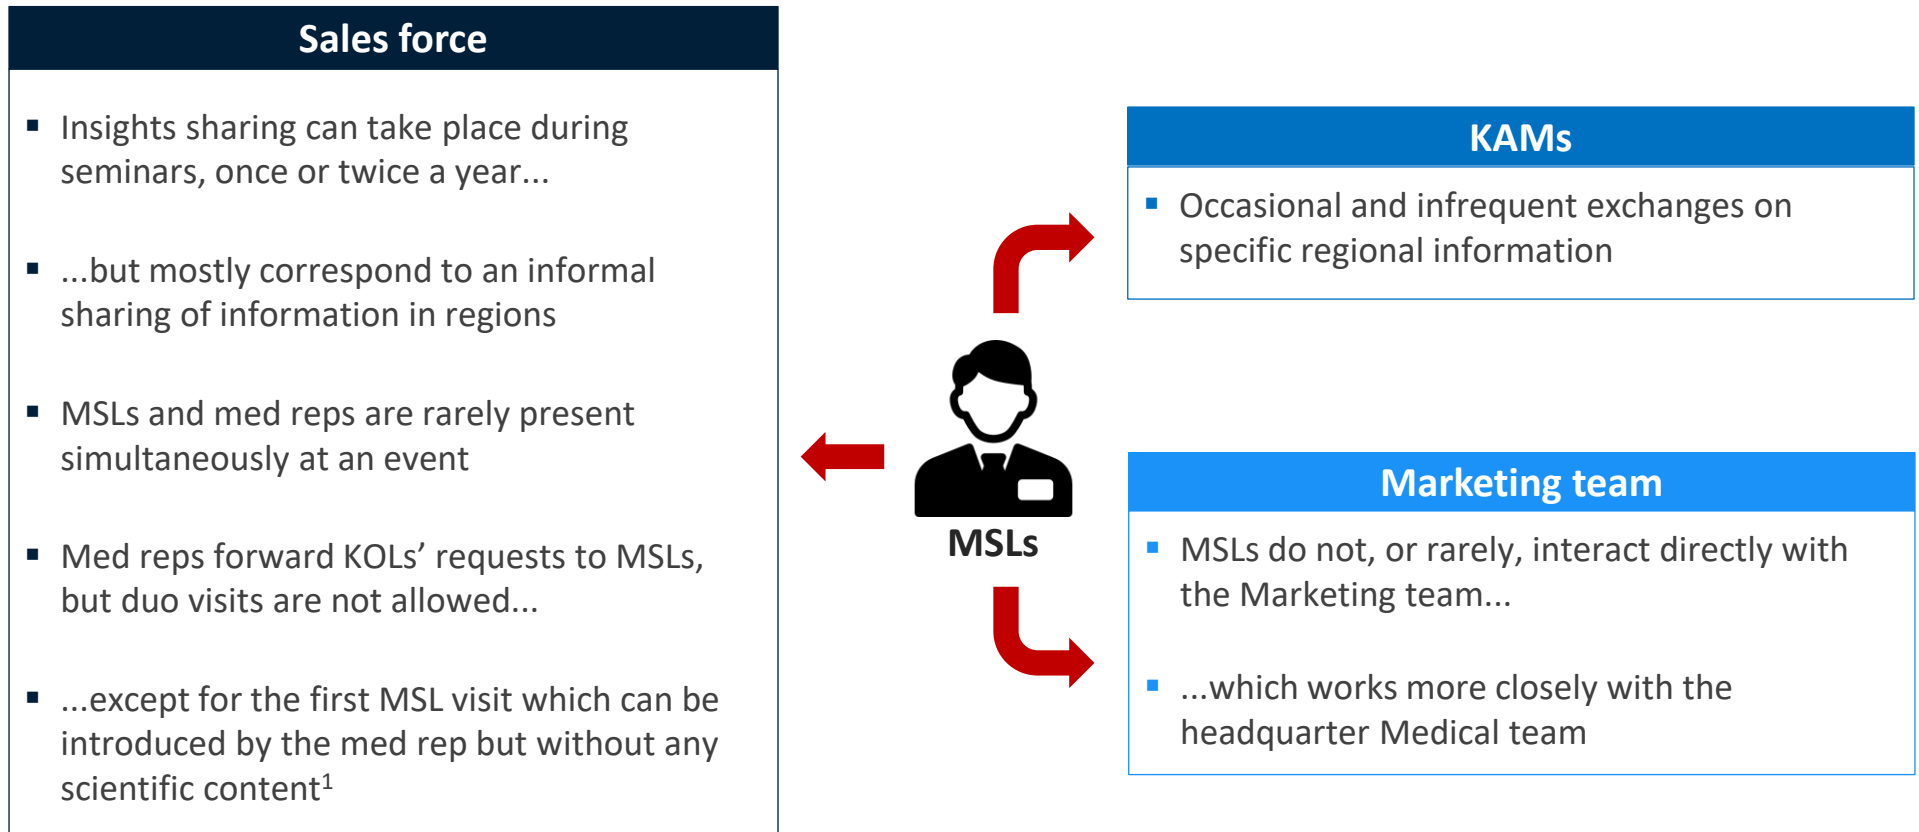 Sales force
▪ Insights sharing can take place during
seminars, once or twice a year...
▪ ...but mostly correspond to an informal
sharing of information in regions
▪ MSLs and med reps are rarely present
simultaneously at an event
▪ Med reps forward KOLs’ requests to MSLs,
but duo visits are not allowed...
▪ ...except for the first MSL visit which can be
introduced by the med rep but without any
scientific content¹
MSLs
KAMs
▪ Occasional and infrequent exchanges on
specific regional information
Marketing team
▪ MSLs do not, or rarely, interact directly with
the Marketing team...
▪ ...which works more closely with the
headquarter Medical team